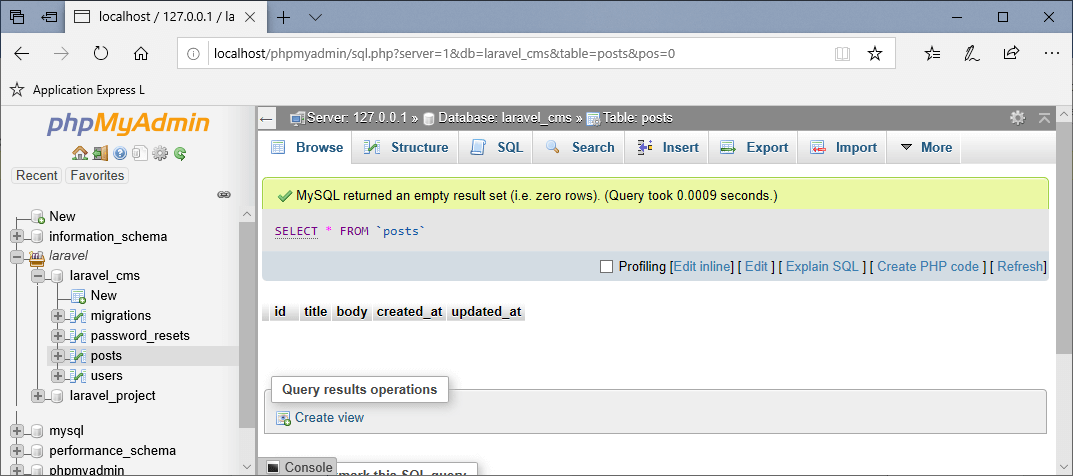 localhost / 127.0.0.1 / la
localhost/phpmyadmin/sql.php?server=1&db=laravel_cms&table=posts&pos=0
Application Express L
phpMyAdmin
Recent Favorites
New
information_schema
laravel
laravel_cms
New
migrations
password_resets
posts
users
laravel_project
mysql
performance_schema
phpmyadmin
Server: 127.0.0.1 » Database: laravel_cms » Table: posts
Browse Structure SQL Search Insert Export Import More
MySQL returned an empty result set (i.e. zero rows). (Query took 0.0009 seconds.)
SELECT * FROM `posts`
Profiling [Edit inline] [ Edit ] [ Explain SQL ] [ Create PHP code ] [ Refresh]
id title body created_at updated_at
Query results operations
Create view
Console
mark this SQL query